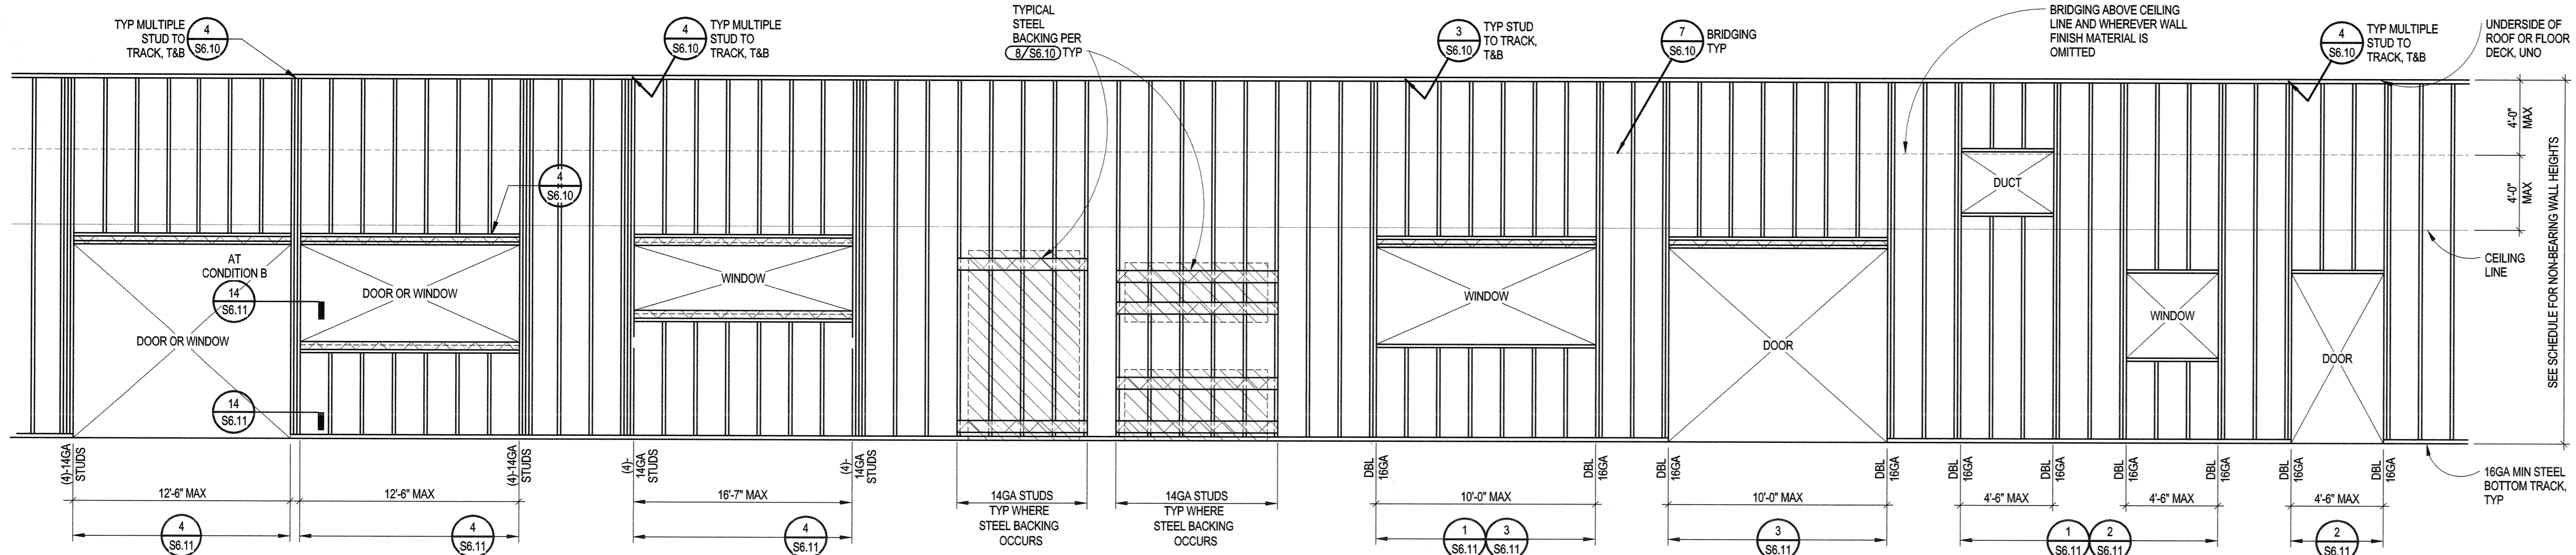 TYP MULTIPLE
STUD TO
TRACK, T&B
4
S6.10
4
S6.10
TYP MULTIPLE
STUD TO
TRACK, T&B
TYPICAL
STEEL
BACKING PER
8/S6.10 TYP
3
S6.10
TYP STUD
TO TRACK,
T&B
7
S6.10
BRIDGING
TYP
BRIDGING ABOVE CEILING
LINE AND WHEREVER WALL
FINISH MATERIAL IS
OMITTED
4
S6.10
TYP MULTIPLE
STUD TO
TRACK, T&B
UNDERSIDE OF
ROOF OR FLOOR
DECK, UNO
4'-0"
MAX
4'-0"
MAX
SEE SCHEDULE FOR NON-BEARING WALL HEIGHTS
4
S6.10
DUCT
AT
CONDITION B
14
S6.11
DOOR OR WINDOW
DOOR OR WINDOW
14
S6.11
WINDOW
WINDOW
DOOR
WINDOW
DOOR
CEILING
LINE
(4)-14GA
STUDS
(4)-14GA
STUDS
(4)-
14GA
STUDS
(4)-
14GA
STUDS
DBL
16GA
DBL
16GA
DBL
16GA
DBL
16GA
DBL
16GA
DBL
16GA
DBL
16GA
DBL
16GA
DBL
16GA
DBL
16GA
16GA MIN STEEL
BOTTOM TRACK,
TYP
12'-6" MAX
12'-6" MAX
16'-7" MAX
14GA STUDS
TYP WHERE
STEEL BACKING
OCCURS
14GA STUDS
TYP WHERE
STEEL BACKING
OCCURS
10'-0" MAX
10'-0" MAX
4'-6" MAX
4'-6" MAX
4'-6" MAX
4
S6.11
4
S6.11
4
S6.11
1
S6.11
3
S6.11
3
S6.11
1
S6.11
2
S6.11
2
S6.11